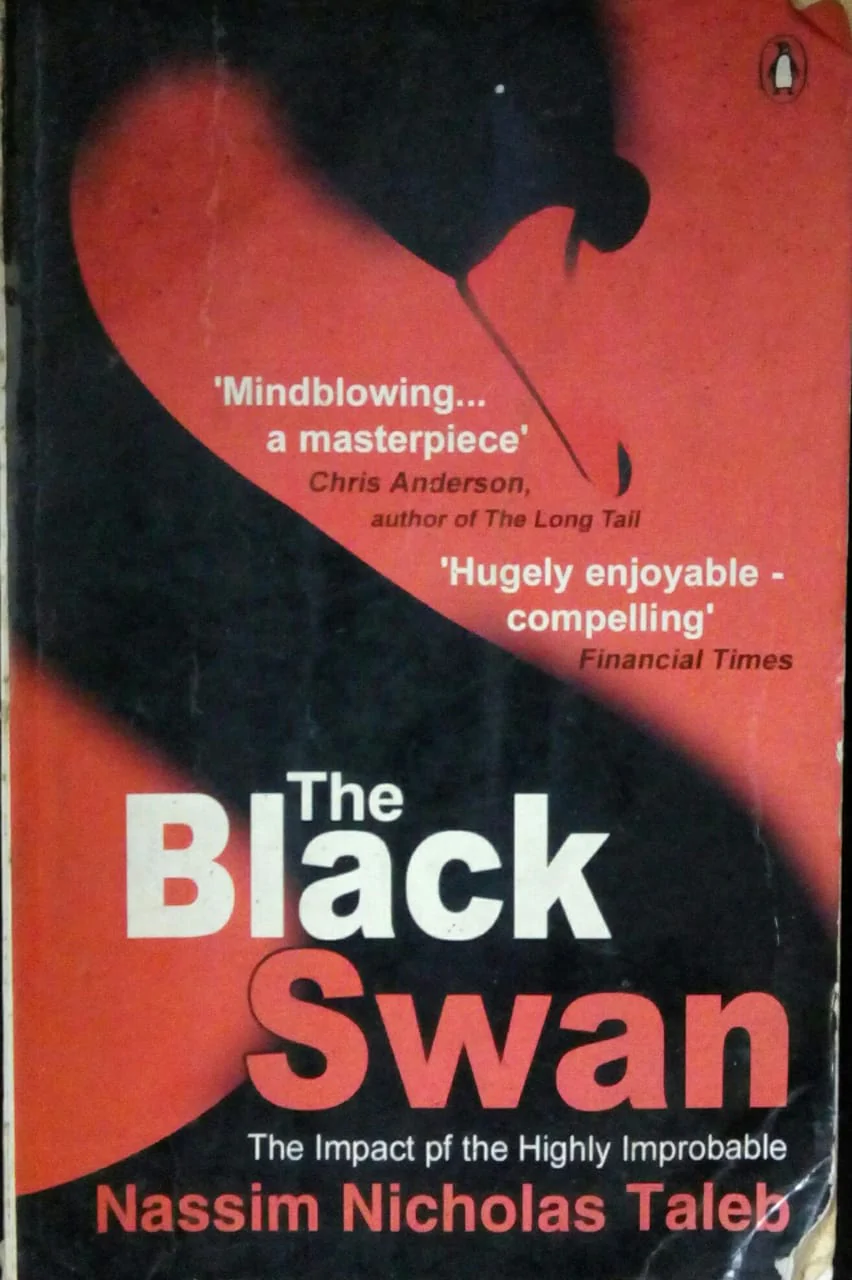 'Mindblowing...
a masterpiece'
Chris Anderson,
author of The Long Tail
'Hugely enjoyable -
compelling'
Financial Times
The
Black
Swan
The Impact pf the Highly Improbable
Nassim Nicholas Taleb